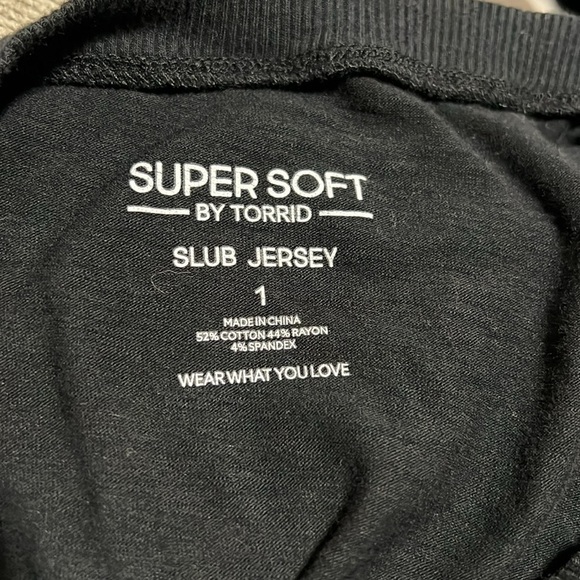 SUPER SOFT
BY TORRID
SLUB JERSEY
1
MADE IN CHINA
52% COTTON 44% RAYON
4% SPANDEX
WEAR WHAT YOU LOVE